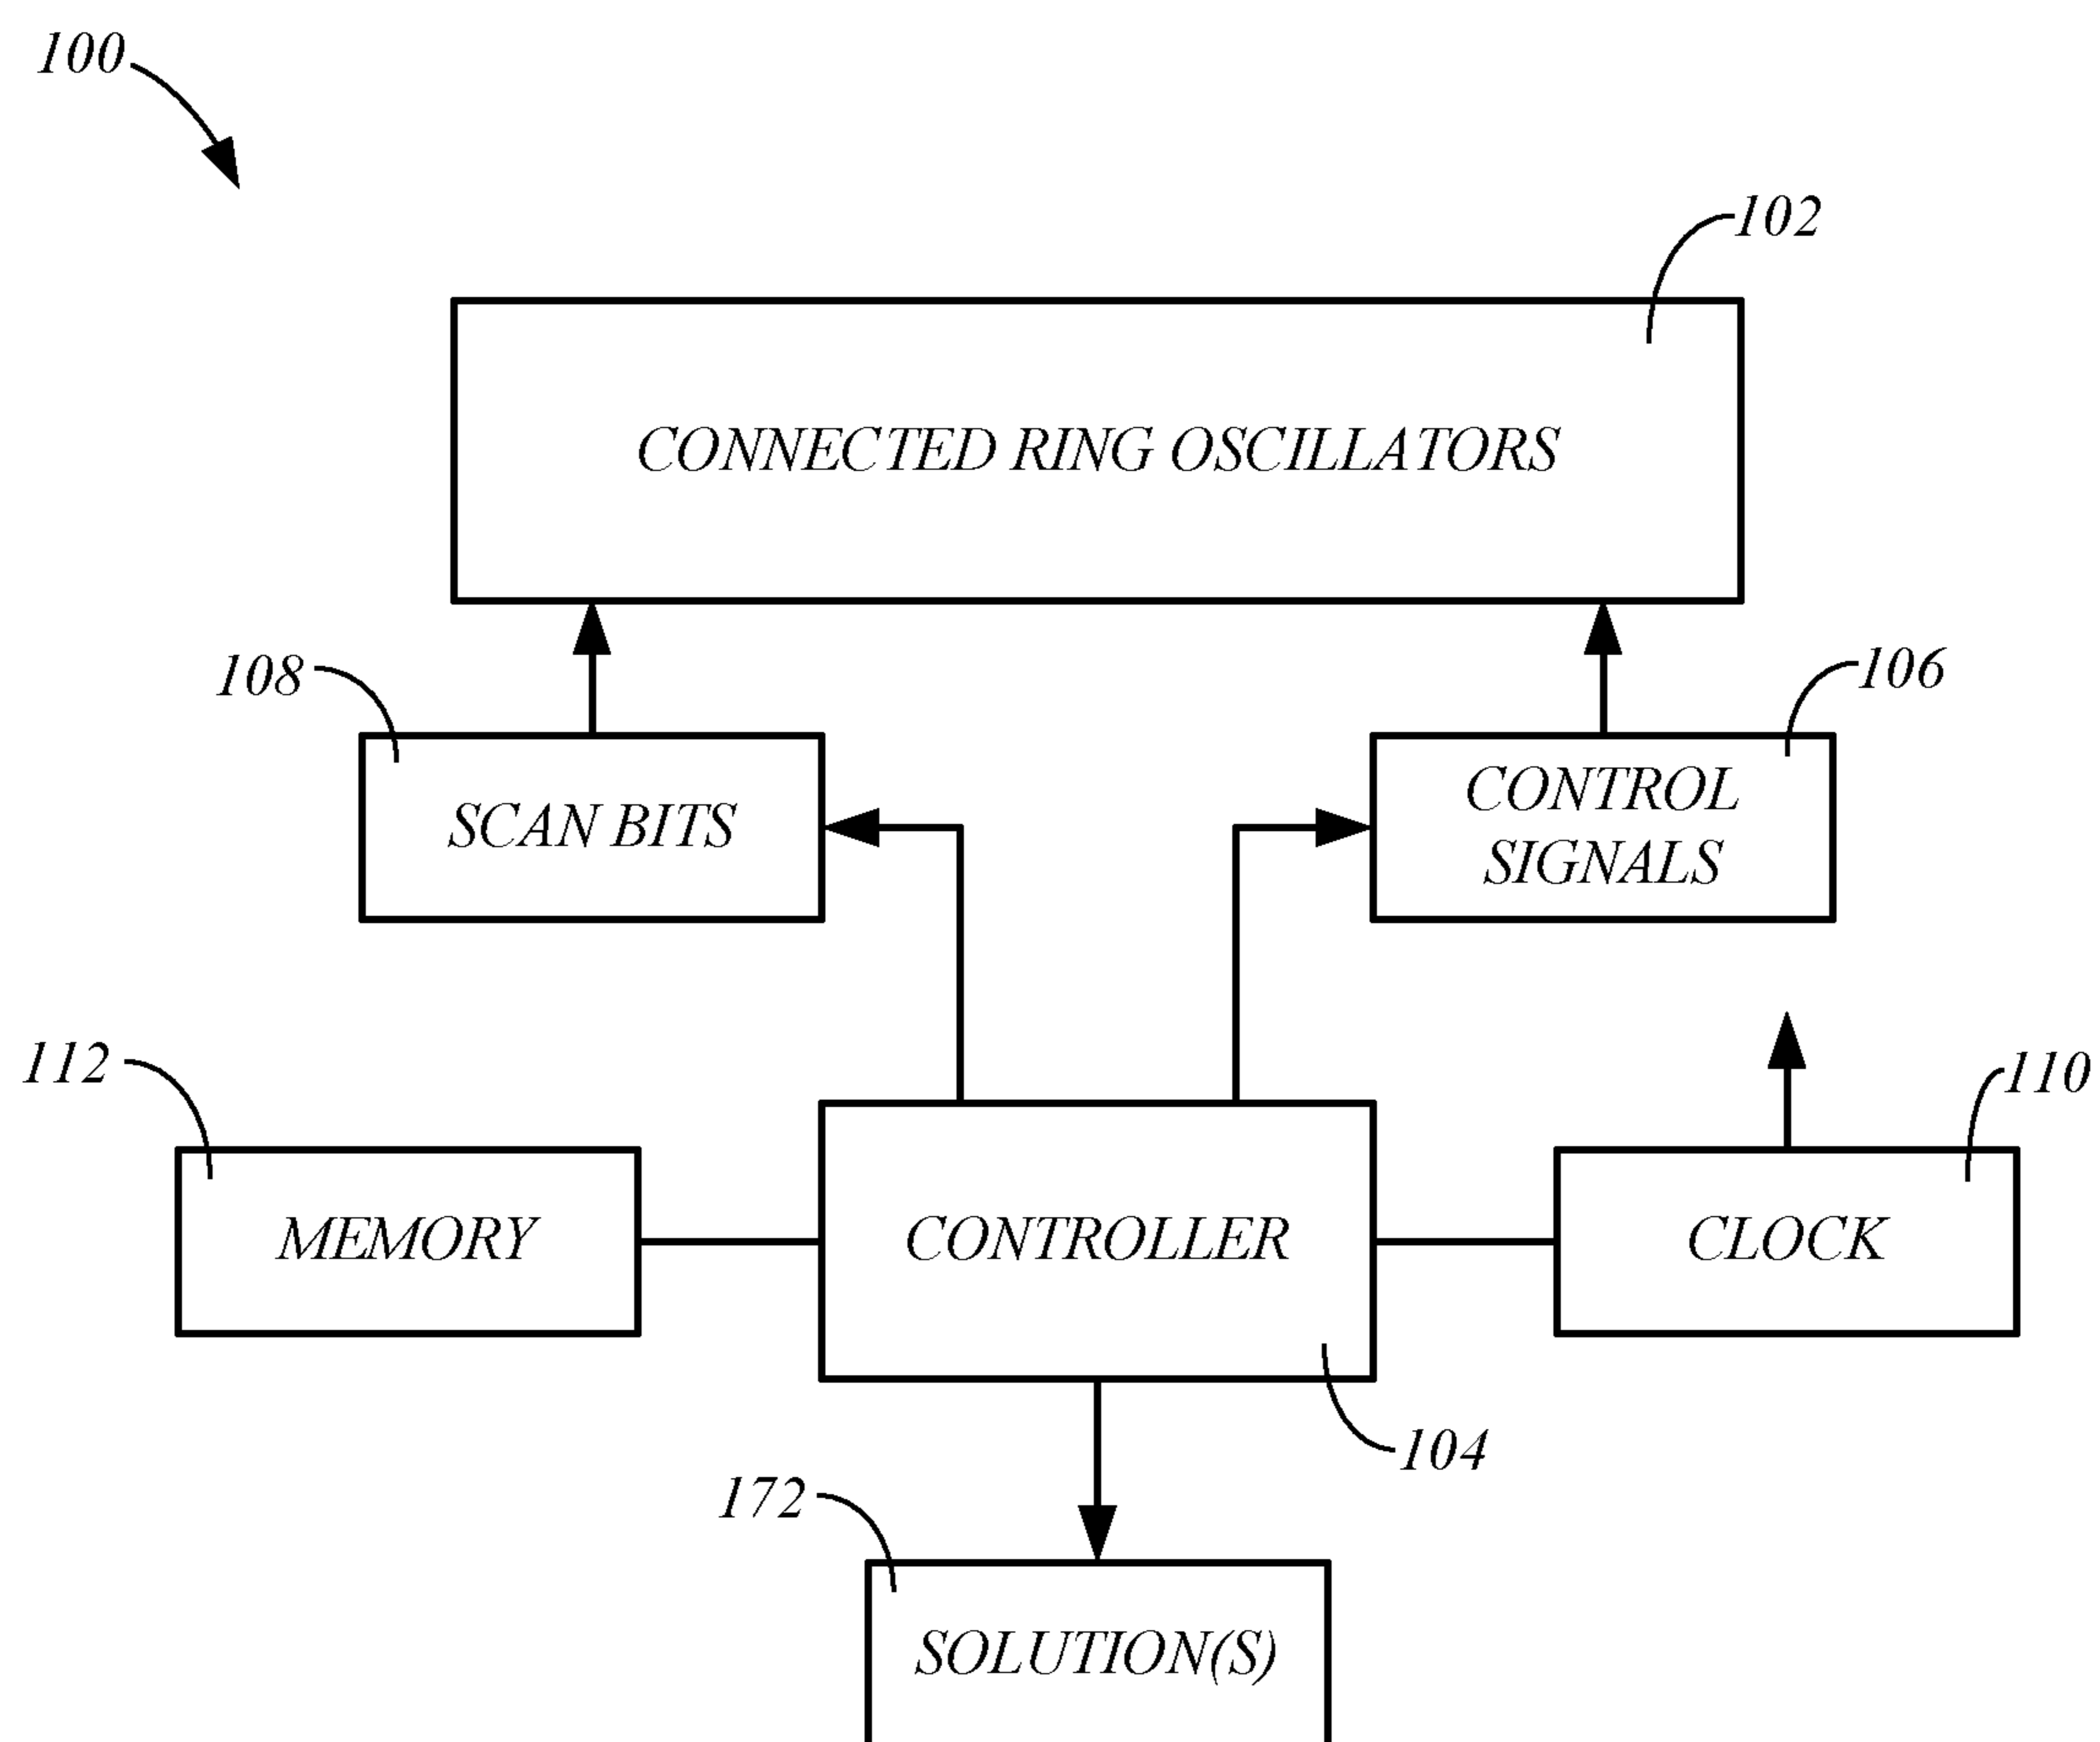 100
102
CONNECTED RING OSCILLATORS
108
106
SCAN BITS
CONTROL
SIGNALS
112
110
MEMORY
CONTROLLER
CLOCK
104
172
SOLUTION(S)